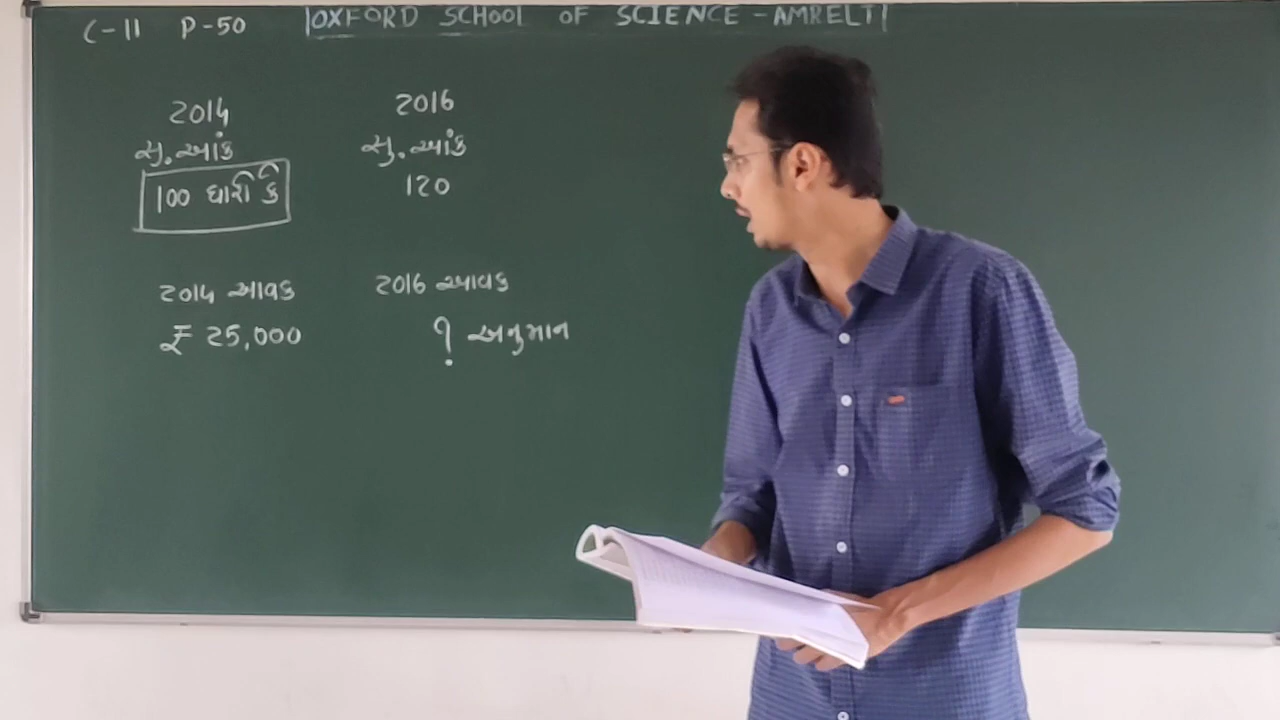 C-11 P-50 OXFORD SCHOOL OF SCIENCE - AMRELI
2014 2016
સુ.આંક સુ.આંક
100 ધારી કે 120
2014 આવક 2016 આવક
₹ 25,000 ? અનુમાન